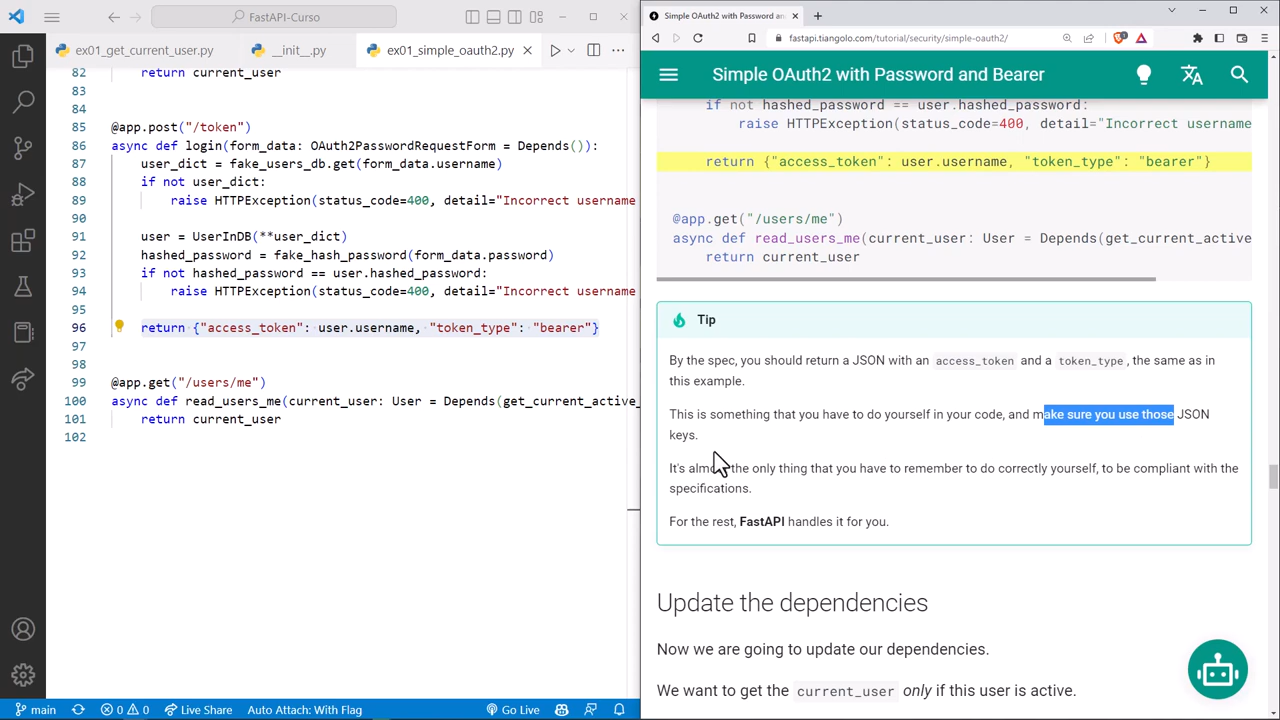 FastAPI-Curso
ex01_get_current_user.py
__init__.py
ex01_simple_oauth2.py
82 return current_user
83
84
85 @app.post("/token")
86 async def login(form_data: OAuth2PasswordRequestForm = Depends()):
87 user_dict = fake_users_db.get(form_data.username)
88 if not user_dict:
89 raise HTTPException(status_code=400, detail="Incorrect username
90
91 user = UserInDB(**user_dict)
92 hashed_password = fake_hash_password(form_data.password)
93 if not hashed_password == user.hashed_password:
94 raise HTTPException(status_code=400, detail="Incorrect username
95
96 return {"access_token": user.username, "token_type": "bearer"}
97
98
99 @app.get("/users/me")
100 async def read_users_me(current_user: User = Depends(get_current_active_
101 return current_user
102
main
0
0
Live Share
Auto Attach: With Flag
Go Live
Simple OAuth2 with Password and
fastapi.tiangolo.com/tutorial/security/simple-oauth2/
Simple OAuth2 with Password and Bearer
if not hashed_password == user.hashed_password:
raise HTTPException(status_code=400, detail="Incorrect username
return {"access_token": user.username, "token_type": "bearer"}
@app.get("/users/me")
async def read_users_me(current_user: User = Depends(get_current_active
return current_user
Tip
By the spec, you should return a JSON with an access_token and a token_type, the same as in
this example.
This is something that you have to do yourself in your code, and make sure you use those JSON
keys.
It's almost the only thing that you have to remember to do correctly yourself, to be compliant with the
specifications.
For the rest, FastAPI handles it for you.
Update the dependencies
Now we are going to update our dependencies.
We want to get the current_user only if this user is active.